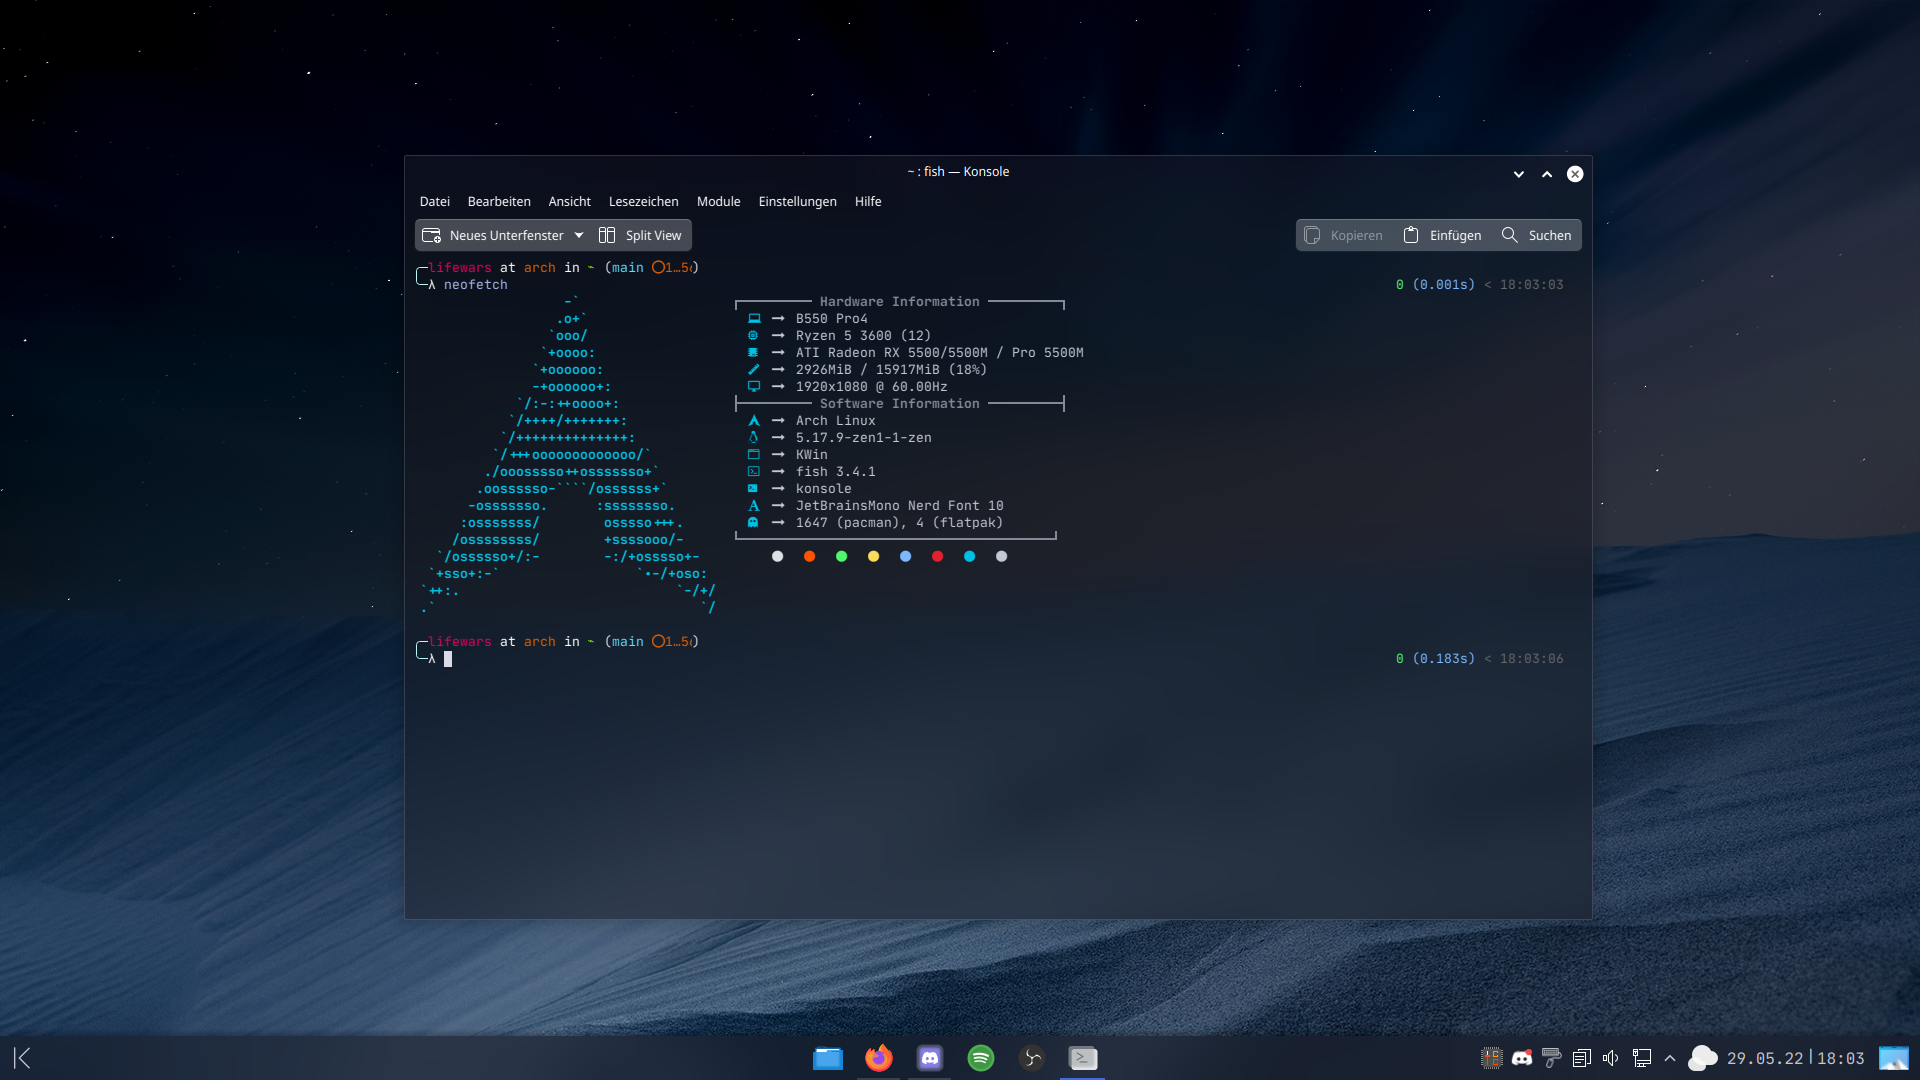 ~ : fish — Konsole
Datei Bearbeiten Ansicht Lesezeichen Module Einstellungen Hilfe
Neues Unterfenster Split View Kopieren Einfügen Suchen
lifewars at arch in ~ (main 1…5)
λ neofetch 0 (0.001s) < 18:03:03
-` Hardware Information
.o+` → B550 Pro4
`ooo/ → Ryzen 5 3600 (12)
`+oooo: → ATI Radeon RX 5500/5500M / Pro 5500M
`+oooooo: → 2926MiB / 15917MiB (18%)
-+oooooo+: → 1920x1080 @ 60.00Hz
`/:-:++oooo+: Software Information
`/++++/+++++++: → Arch Linux
`/++++++++++++++: → 5.17.9-zen1-1-zen
`/+++ooooooooooooo/` → KWin
./ooosssso++osssssso+` → fish 3.4.1
.oossssso-````/ossssss+` → konsole
-osssssso. :ssssssso. → JetBrainsMono Nerd Font 10
:osssssss/ osssso+++. → 1647 (pacman), 4 (flatpak)
/ossssssss/ +ssssooo/-
`/ossssso+/:- -:/+osssso+-
`+sso+:-` `.-/+oso:
`++:. `-/+/
.` `/
lifewars at arch in ~ (main 1…5)
λ 0 (0.183s) < 18:03:06
29.05.22 | 18:03